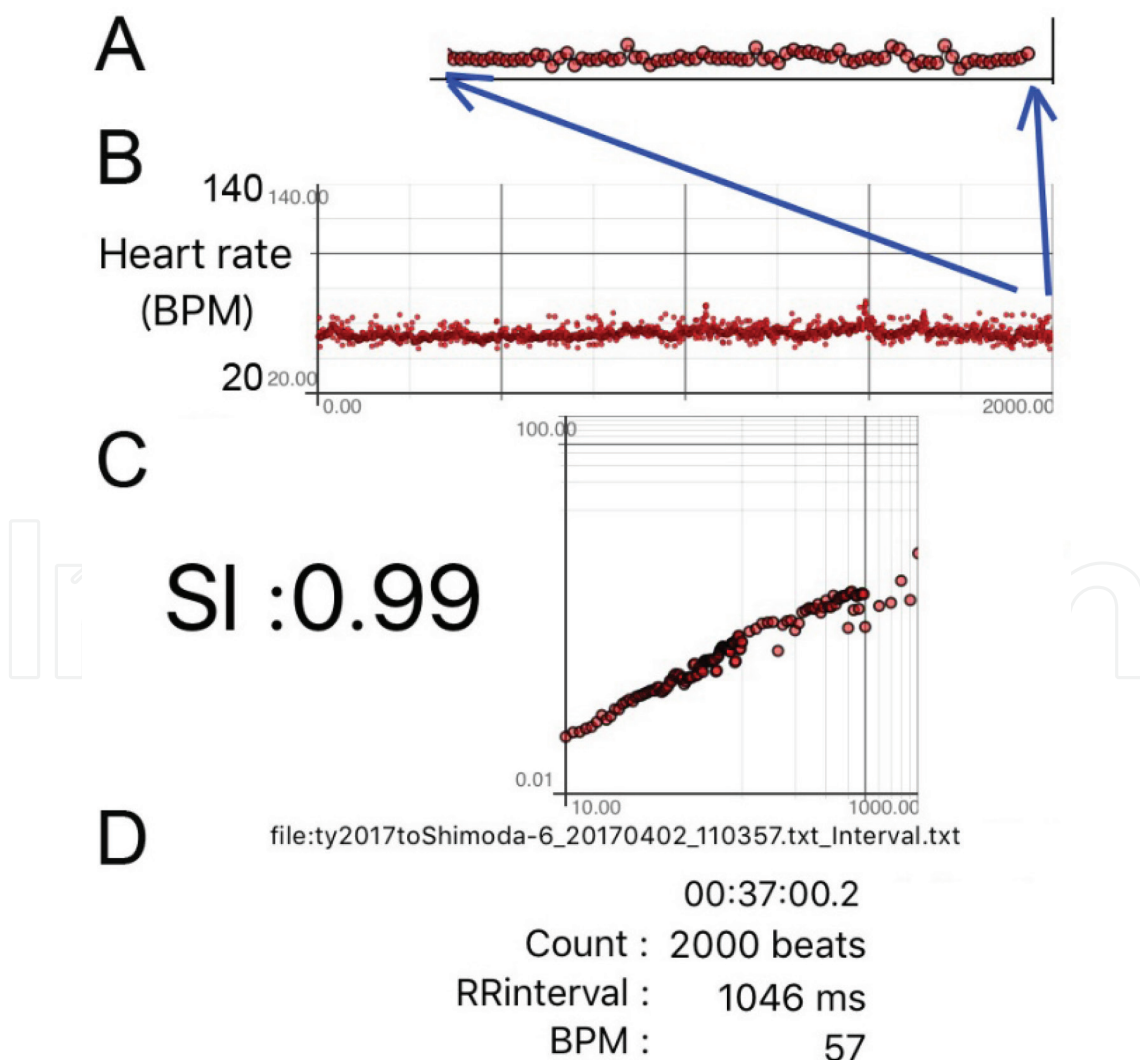 A
B
140 140.00
Heart rate
(BPM)
20 20.00
0.00 2000.00
C
100.00
SI :0.99
0.01
10.00 1000.00
D
file:ty2017toShimoda-6_20170402_110357.txt_Interval.txt
00:37:00.2
Count : 2000 beats
RRinterval : 1046 ms
BPM : 57